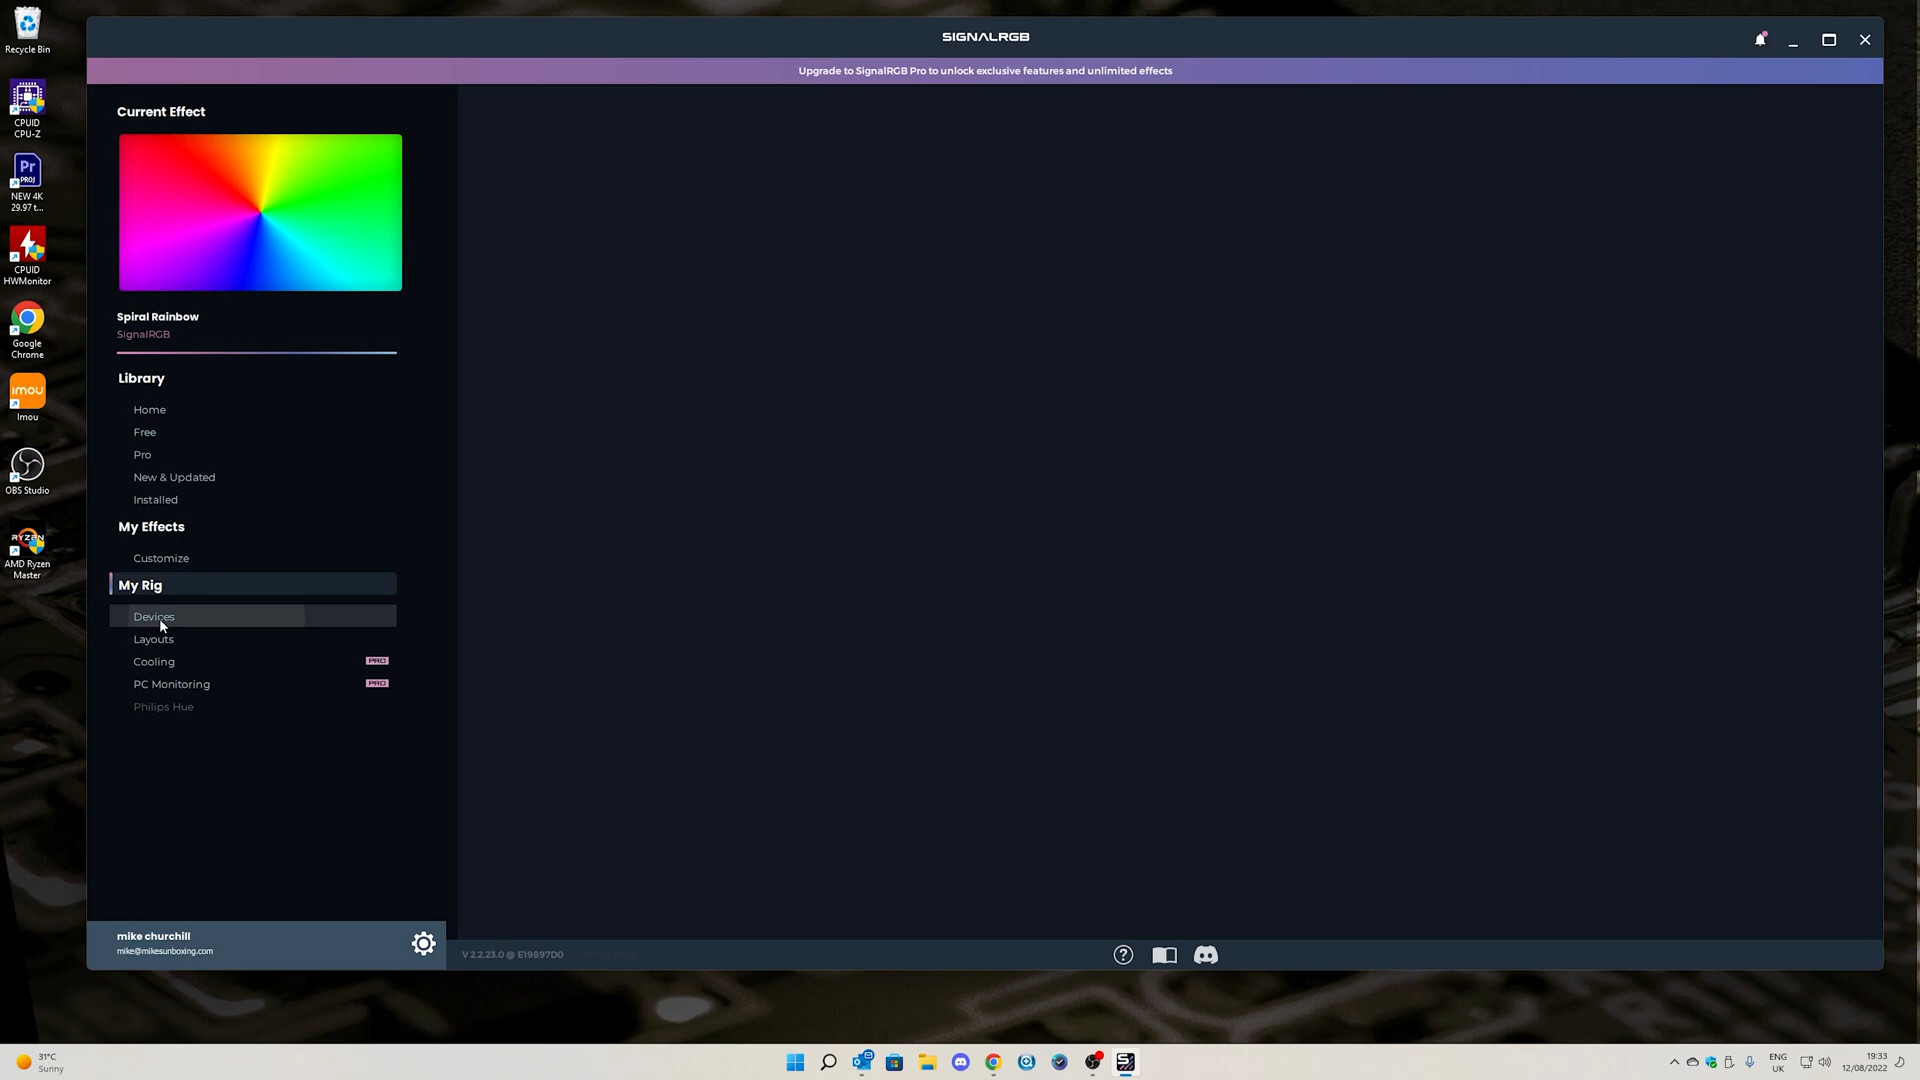 Recycle Bin
CPUID
CPU-Z
Pr
PROJ
NEW 4K
29.97 t...
CPUID
HWMonitor
Google
Chrome
imou
Imou
OBS Studio
RYZEN
AMD Ryzen
Master
SIGNALRGB
Upgrade to SignalRGB Pro to unlock exclusive features and unlimited effects
Current Effect
Spiral Rainbow
SignalRGB
Library
Home
Free
Pro
New & Updated
Installed
My Effects
Customize
My Rig
Devices
Layouts
Cooling PRO
PC Monitoring PRO
Philips Hue
mike churchill
mike@mikesunboxing.com
V 2.2.23.0 @ E19897D0
31°C
Sunny
ENG
UK
19:33
12/08/2022